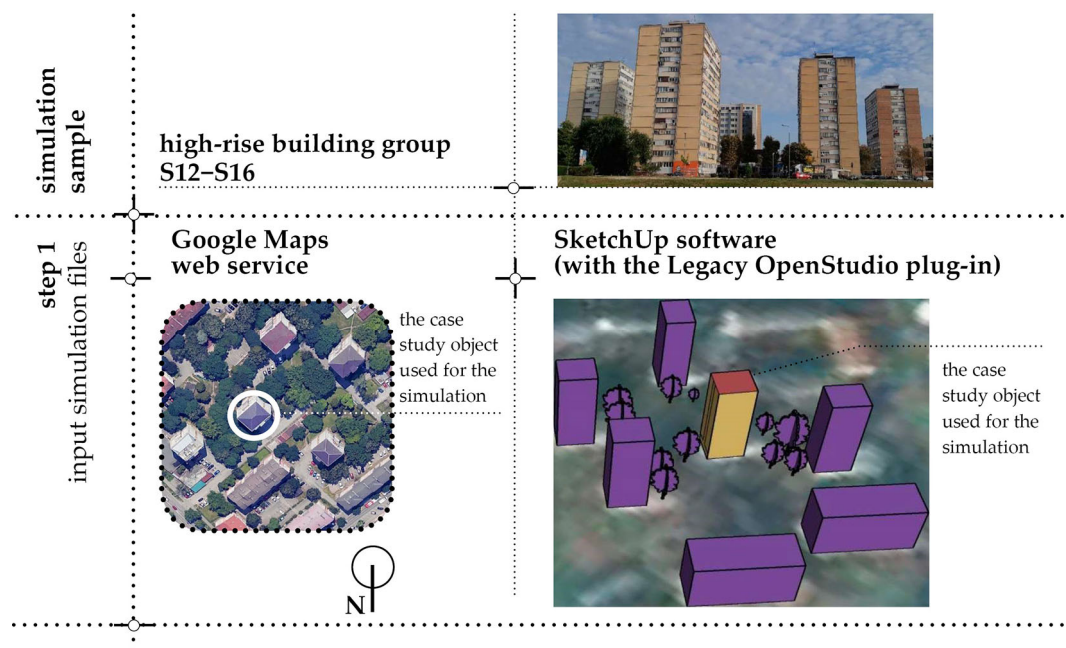 simulation
sample
high-rise building group
S12–S16
step 1
input simulation files
Google Maps
web service
the case
study object
used for the
simulation
N
SketchUp software
(with the Legacy OpenStudio plug-in)
the case
study object
used for the
simulation